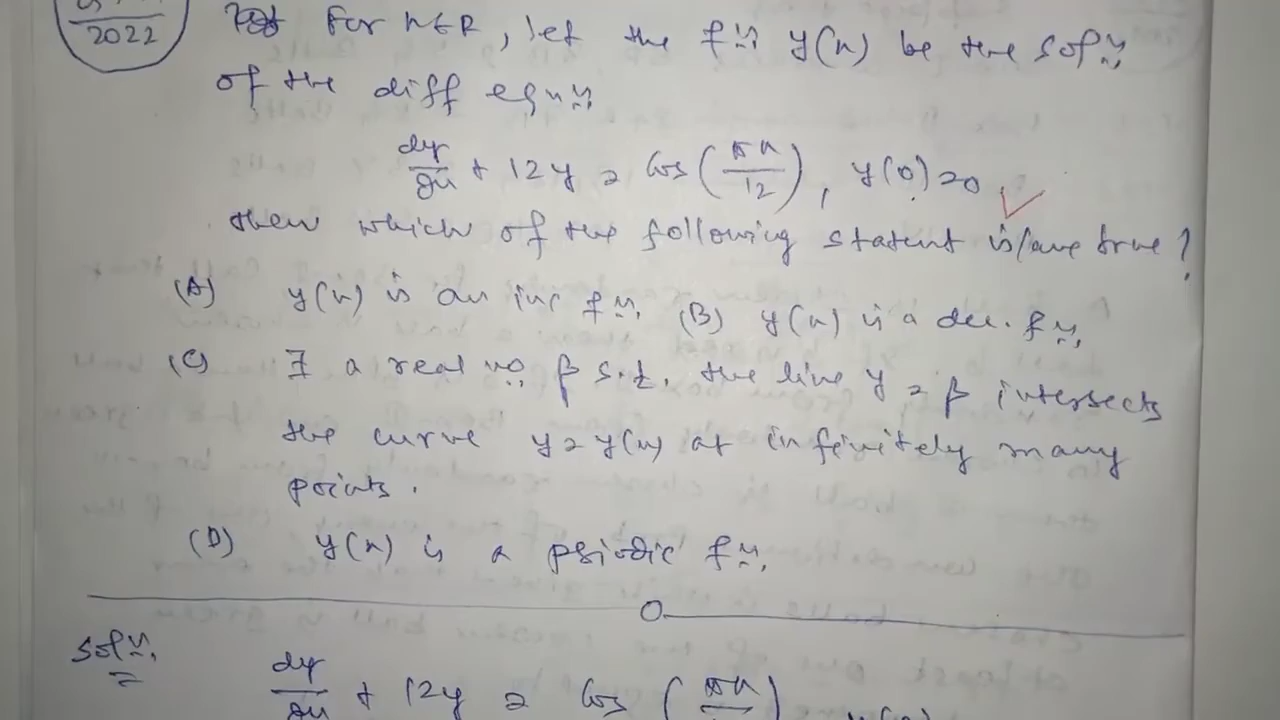 2022
For x ∈ R, let the fn y(x) be the soln
of the diff eqn
dy/dx + 12y = cos(πx/12), y(0)=0
then which of the following statent is/are true?
(A) y(x) is an inc fn. (B) y(x) is a dec. fn.
(C) ∃ a real no. β s.t. the line y = β intersects
the curve y = y(x) at infinitely many
points.
(D) y(x) is a periodic fn.
Soln.
dy/dx + 12y = cos(πx